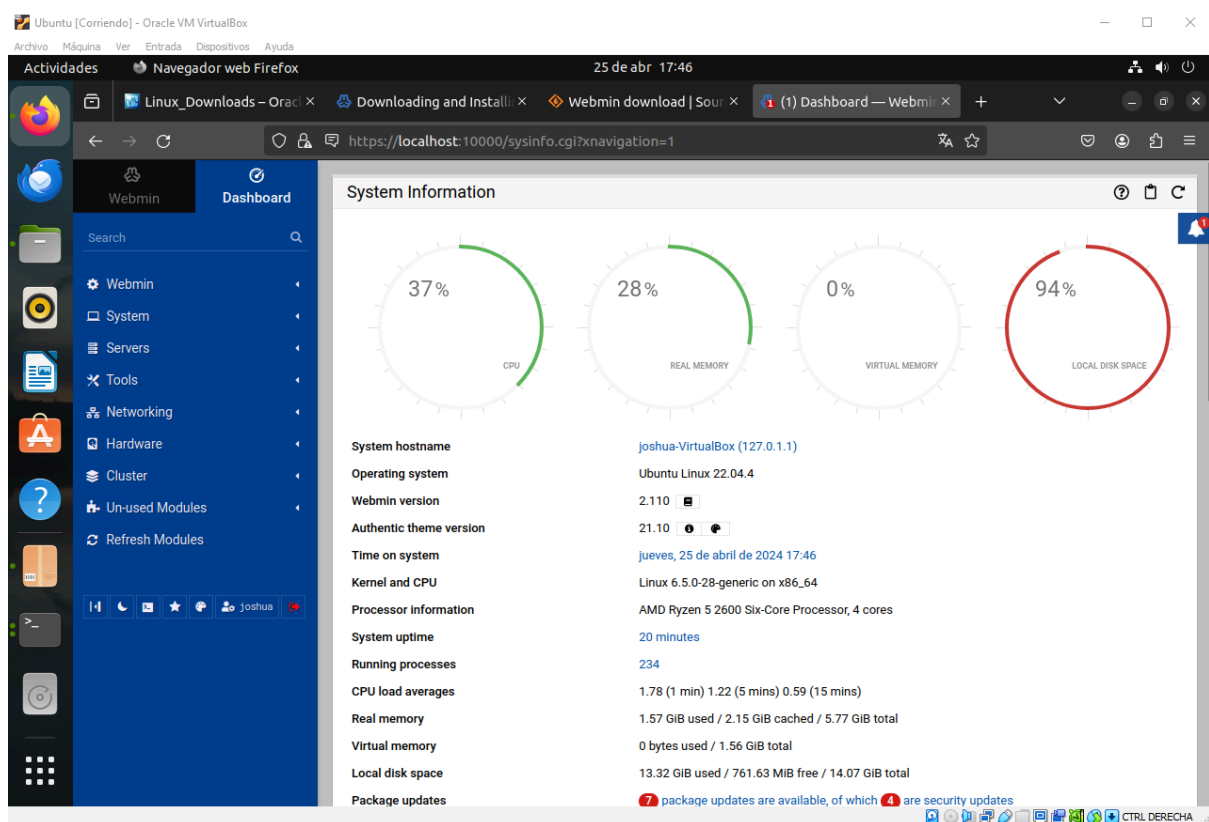 Ubuntu [Corriendo] - Oracle VM VirtualBox
Archivo Máquina Ver Entrada Dispositivos Ayuda
Actividades Navegador web Firefox 25 de abr 17:46
Linux_Downloads – Orac Downloading and Installi Webmin download | Sour (1) Dashboard — Webmin
https://localhost:10000/sysinfo.cgi?xnavigation=1
Webmin Dashboard
Search
Webmin
System
Servers
Tools
Networking
Hardware
Cluster
Un-used Modules
Refresh Modules
joshua
System Information
1
37% 28% 0% 94%
CPU REAL MEMORY VIRTUAL MEMORY LOCAL DISK SPACE
System hostname joshua-VirtualBox (127.0.1.1)
Operating system Ubuntu Linux 22.04.4
Webmin version 2.110
Authentic theme version 21.10
Time on system jueves, 25 de abril de 2024 17:46
Kernel and CPU Linux 6.5.0-28-generic on x86_64
Processor information AMD Ryzen 5 2600 Six-Core Processor, 4 cores
System uptime 20 minutes
Running processes 234
CPU load averages 1.78 (1 min) 1.22 (5 mins) 0.59 (15 mins)
Real memory 1.57 GiB used / 2.15 GiB cached / 5.77 GiB total
Virtual memory 0 bytes used / 1.56 GiB total
Local disk space 13.32 GiB used / 761.63 MiB free / 14.07 GiB total
Package updates 7 package updates are available, of which 4 are security updates
CTRL DERECHA